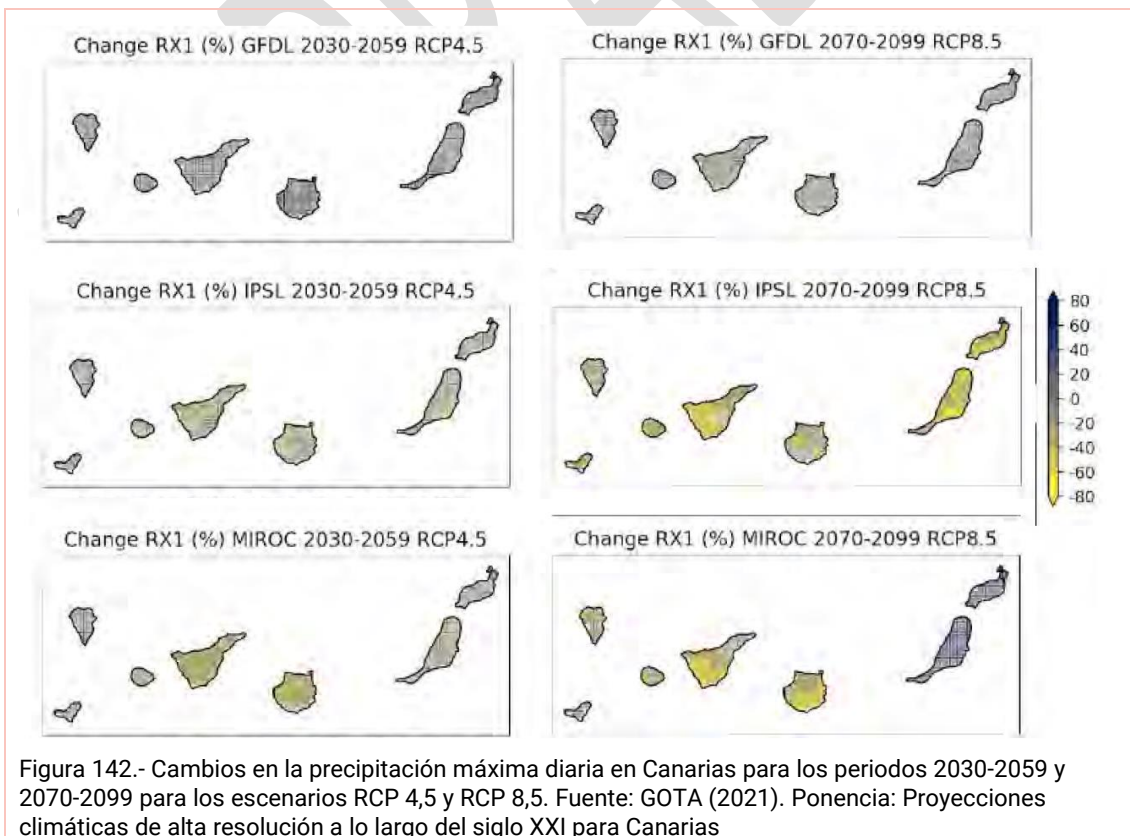 Change RX1 (%) GFDL 2030-2059 RCP4.5
Change RX1 (%) GFDL 2070-2099 RCP8.5
Change RX1 (%) IPSL 2030-2059 RCP4.5
Change RX1 (%) IPSL 2070-2099 RCP8.5
80
60
40
20
0
-20
-40
-60
-80
Change RX1 (%) MIROC 2030-2059 RCP4.5
Change RX1 (%) MIROC 2070-2099 RCP8.5
Figura 142.- Cambios en la precipitación máxima diaria en Canarias para los periodos 2030-2059 y
2070-2099 para los escenarios RCP 4,5 y RCP 8,5. Fuente: GOTA (2021). Ponencia: Proyecciones
climáticas de alta resolución a lo largo del siglo XXI para Canarias